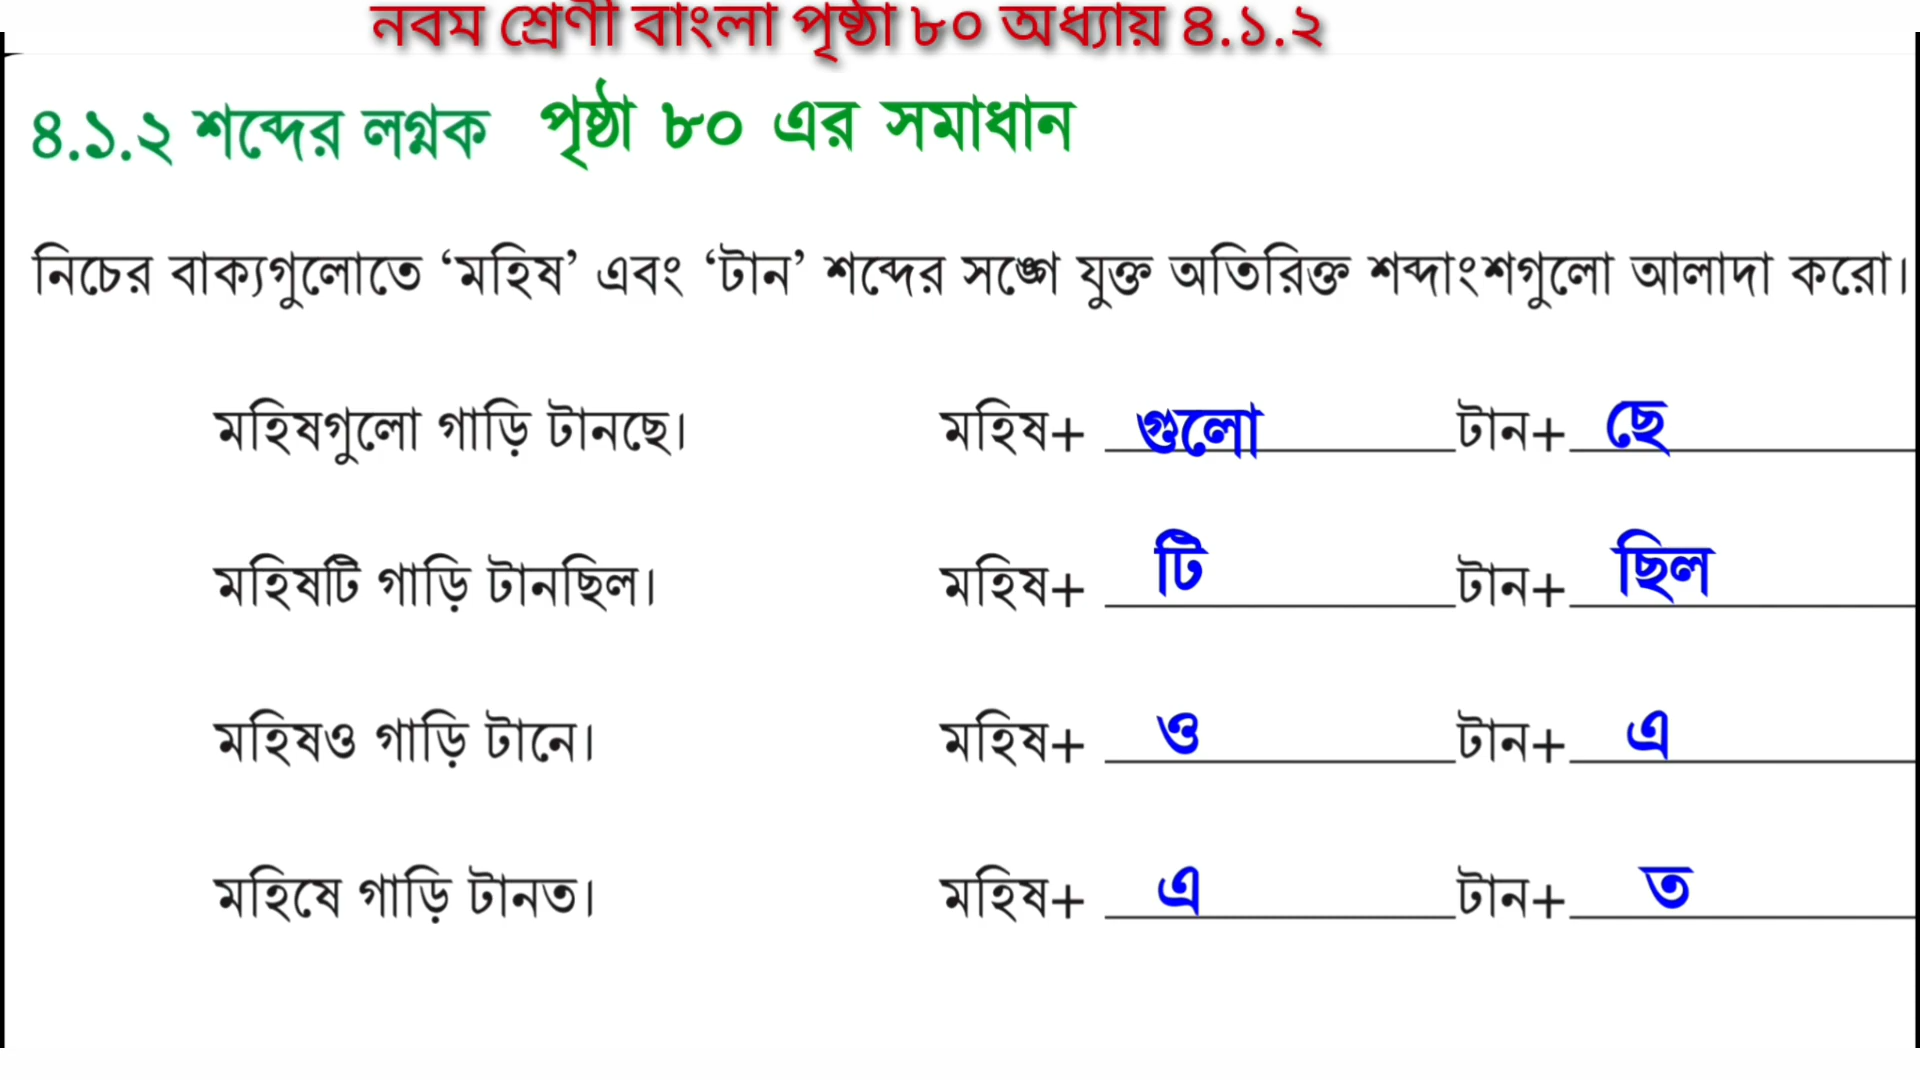 নবম শ্রেণী বাংলা পৃষ্ঠা ৮০ অধ্যায় ৪.১.২
৪.১.২ শব্দের লগ্নক পৃষ্ঠা ৮০ এর সমাধান
নিচের বাক্যগুলোতে ‘মহিষ’ এবং ‘টান’ শব্দের সঙ্গে যুক্ত অতিরিক্ত শব্দাংশগুলো আলাদা করো।
মহিষগুলো গাড়ি টানছে। মহিষ+ গুলো টান+ ছে
মহিষটি গাড়ি টানছিল। মহিষ+ টি টান+ ছিল
মহিষও গাড়ি টানে। মহিষ+ ও টান+ এ
মহিষে গাড়ি টানত। মহিষ+ এ টান+ ত